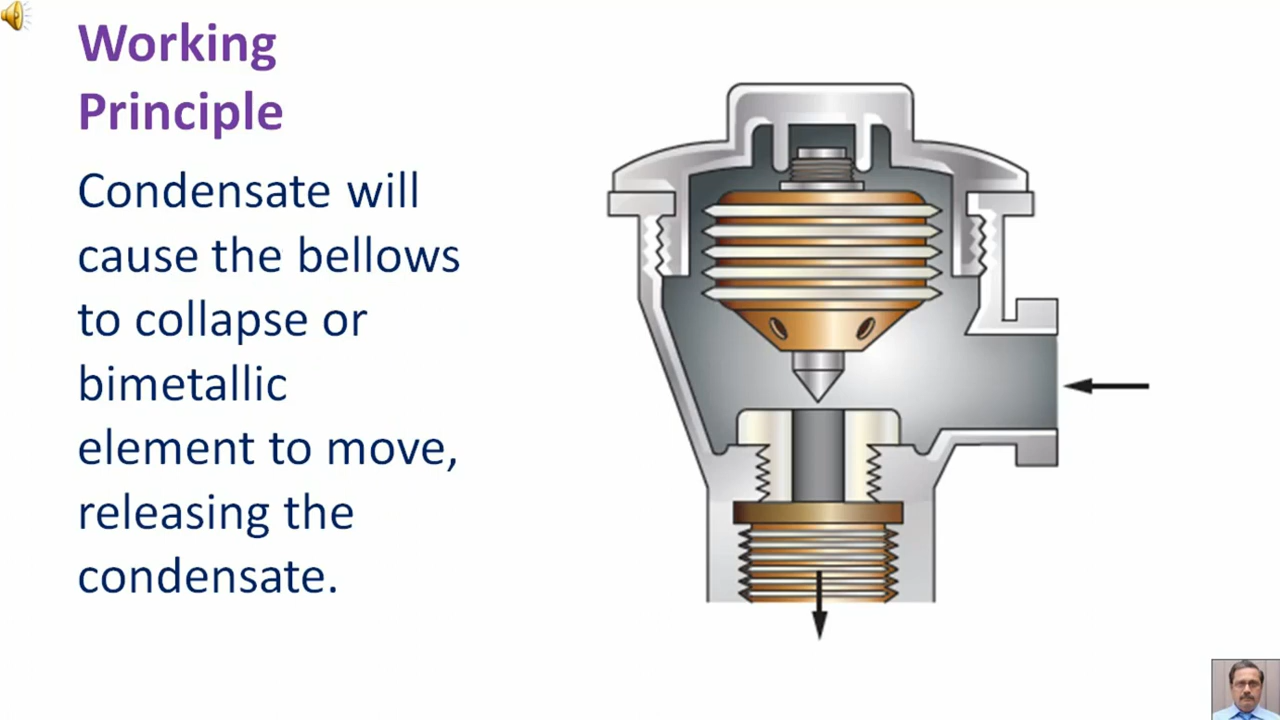 Working
Principle
Condensate will
cause the bellows
to collapse or
bimetallic
element to move,
releasing the
condensate.